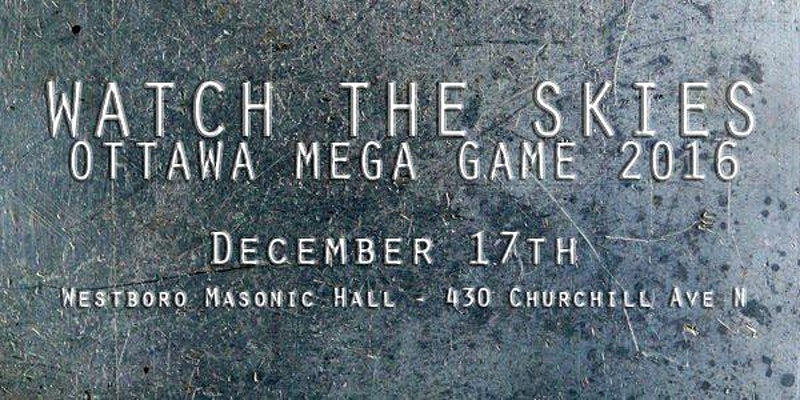 WATCH THE SKIES
OTTAWA MEGA GAME 2016
DECEMBER 17TH
WESTBORO MASONIC HALL - 430 CHURCHILL AVE N